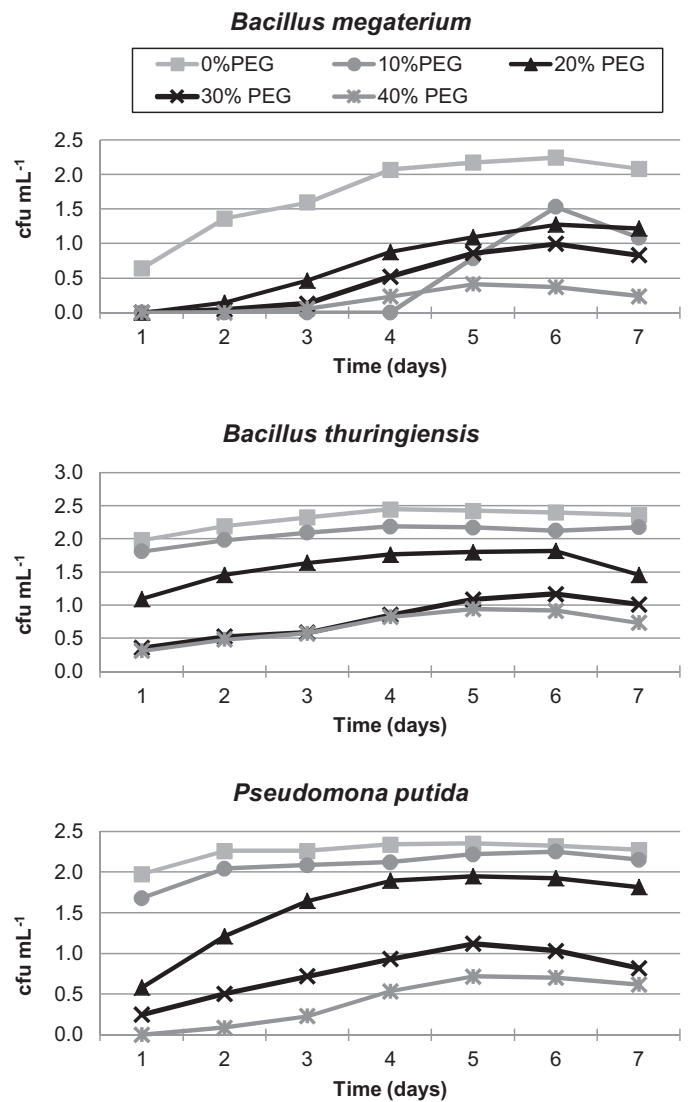 Bacillus megaterium
0%PEG 10%PEG 20% PEG
30% PEG 40% PEG
2.5
2.0
1.5
1.0
0.5
0.0
cfu mL-1
1 2 3 4 5 6 7
Time (days)
Bacillus thuringiensis
3.0
2.5
2.0
1.5
1.0
0.5
0.0
cfu mL-1
1 2 3 4 5 6 7
Time (days)
Pseudomona putida
2.5
2.0
1.5
1.0
0.5
0.0
cfu mL-1
1 2 3 4 5 6 7
Time (days)